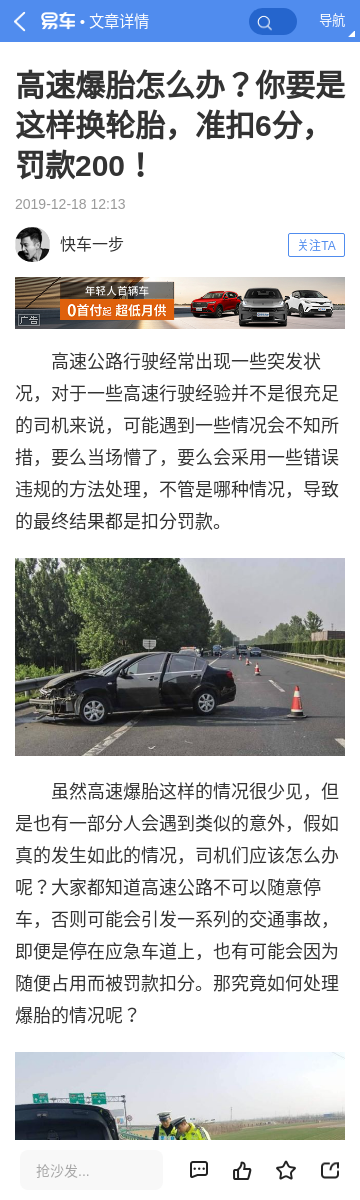 易车 • 文章详情
导航
高速爆胎怎么办？你要是
这样换轮胎，准扣6分，
罚款200！
2019-12-18 12:13
快车一步
关注TA
年轻人首辆车
0首付起 超低月供
广告
高速公路行驶经常出现一些突发状
况，对于一些高速行驶经验并不是很充足
的司机来说，可能遇到一些情况会不知所
措，要么当场懵了，要么会采用一些错误
违规的方法处理，不管是哪种情况，导致
的最终结果都是扣分罚款。
虽然高速爆胎这样的情况很少见，但
是也有一部分人会遇到类似的意外，假如
真的发生如此的情况，司机们应该怎么办
呢？大家都知道高速公路不可以随意停
车，否则可能会引发一系列的交通事故，
即便是停在应急车道上，也有可能会因为
随便占用而被罚款扣分。那究竟如何处理
爆胎的情况呢？
抢沙发...